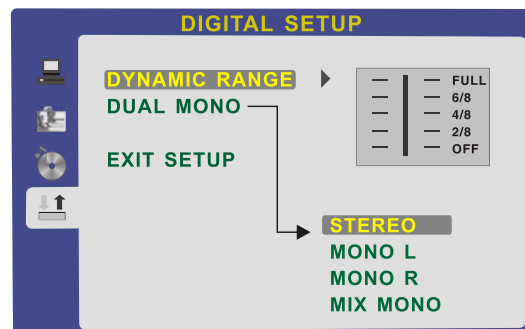 DIGITAL SETUP
DYNAMIC RANGE
DUAL MONO
EXIT SETUP
FULL
6/8
4/8
2/8
OFF
STEREO
MONO L
MONO R
MIX MONO